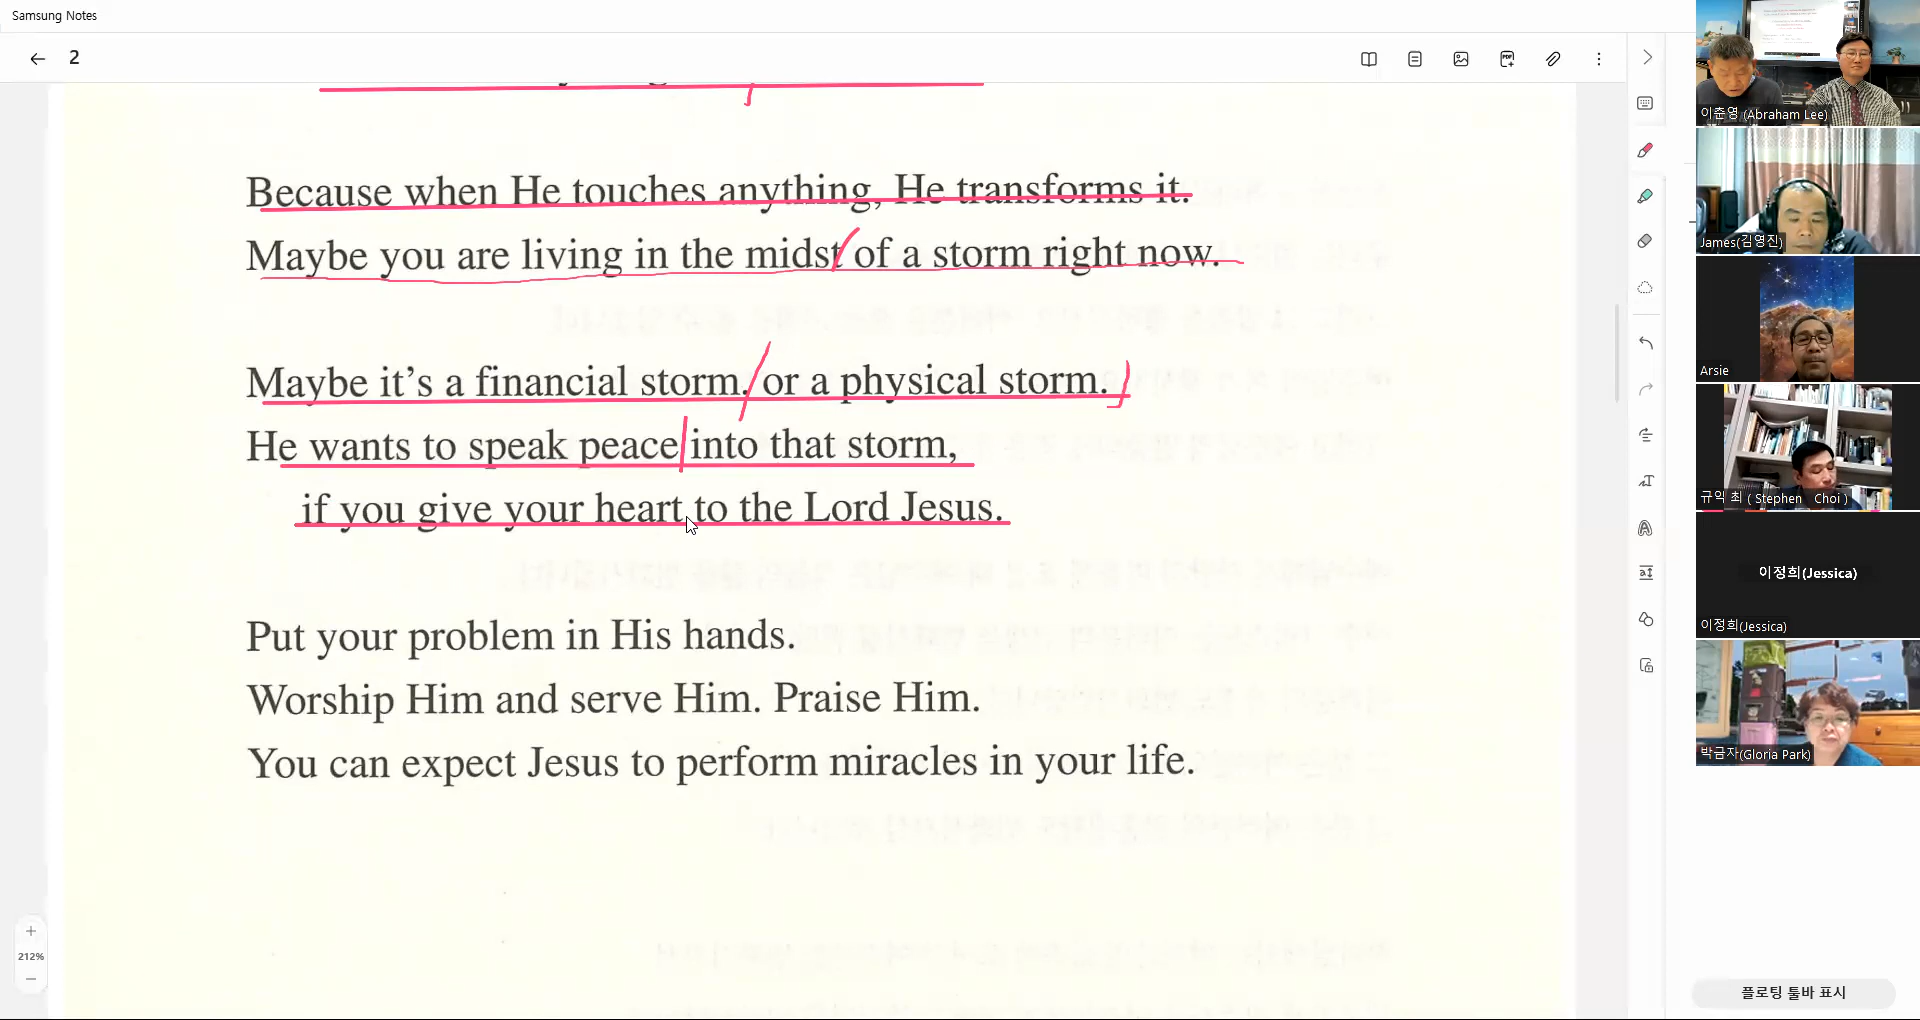 Samsung Notes
2
Because when He touches anything, He transforms it.
Maybe you are living in the midst of a storm right now.
Maybe it's a financial storm. or a physical storm.
He wants to speak peace into that storm,
if you give your heart to the Lord Jesus.
Put your problem in His hands.
Worship Him and serve Him. Praise Him.
You can expect Jesus to perform miracles in your life.
212%
이춘영 (Abraham Lee)
James(김영진)
Arsie
규익 최 ( Stephen Choi )
이정희(Jessica)
이정희(Jessica)
박금자(Gloria Park)
플로팅 툴바 표시